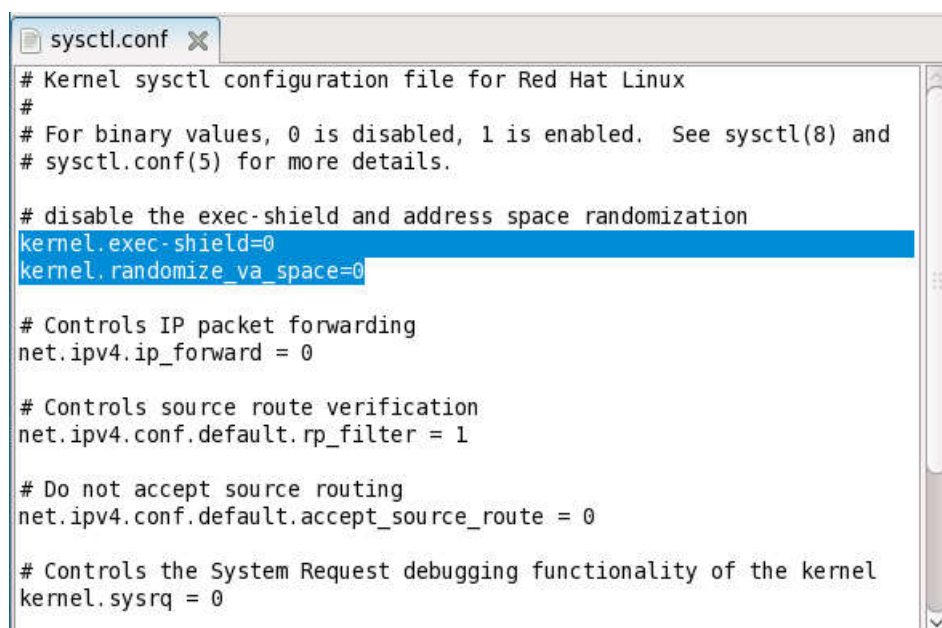 sysctl.conf
# Kernel sysctl configuration file for Red Hat Linux
#
# For binary values, 0 is disabled, 1 is enabled.  See sysctl(8) and
# sysctl.conf(5) for more details.
# disable the exec-shield and address space randomization
kernel.exec-shield=0
kernel.randomize_va_space=0
# Controls IP packet forwarding
net.ipv4.ip_forward = 0
# Controls source route verification
net.ipv4.conf.default.rp_filter = 1
# Do not accept source routing
net.ipv4.conf.default.accept_source_route = 0
# Controls the System Request debugging functionality of the kernel
kernel.sysrq = 0